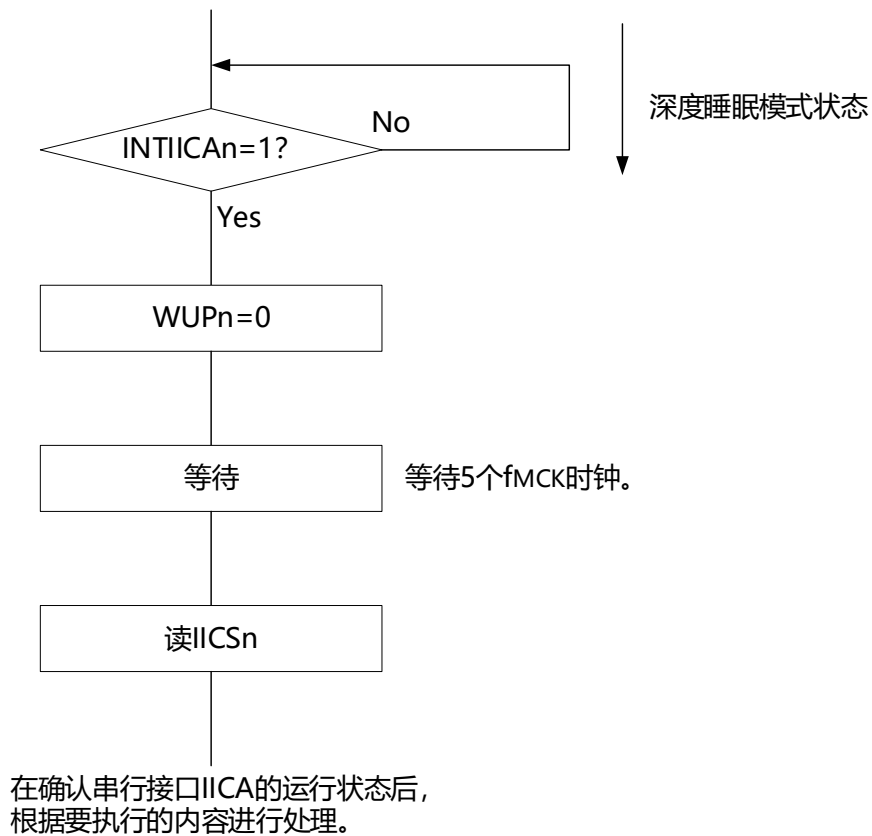 深度睡眠模式状态
No
INTIICAn=1?
Yes
WUPn=0
等待
等待5个fMCK时钟。
读IICSn
在确认串行接口IICA的运行状态后，
根据要执行的内容进行处理。